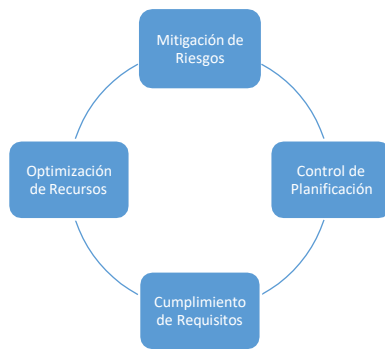 Mitigación de
Riesgos
Optimización
de Recursos
Control de
Planificación
Cumplimiento
de Requisitos